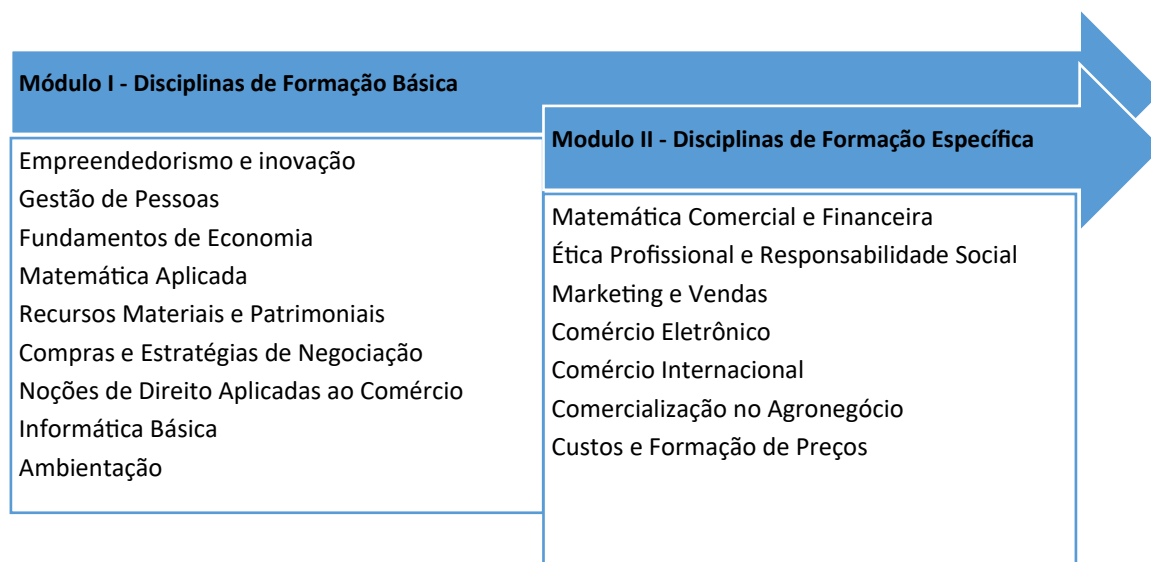 Módulo I - Disciplinas de Formação Básica
Empreendedorismo e inovação
Gestão de Pessoas
Fundamentos de Economia
Matemática Aplicada
Recursos Materiais e Patrimoniais
Compras e Estratégias de Negociação
Noções de Direito Aplicadas ao Comércio
Informática Básica
Ambientação
Modulo II - Disciplinas de Formação Específica
Matemática Comercial e Financeira
Ética Profissional e Responsabilidade Social
Marketing e Vendas
Comércio Eletrônico
Comércio Internacional
Comercialização no Agronegócio
Custos e Formação de Preços